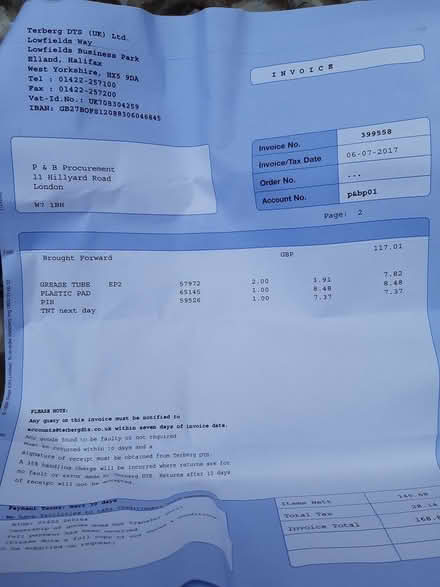 Terberg DTS (UK) Ltd.
Lowfields Way
Lowfields Business Park
Elland, Halifax
West Yorkshire, HX5 9DA
Tel : 01422-257100
Fax : 01422-257200
Vat-Id.No.: UK708304259
IBAN: GB27BOFS12088306046845
INVOICE
P & B Procurement
11 Hillyard Road
London
W7 1BH
Invoice No. 399558
Invoice/Tax Date 06-07-2017
Order No. ...
Account No. p&bp01
Page: 2
Brought Forward GBP 117.01
GREASE TUBE EP2 57972 2.00 3.91 7.82
PLASTIC PAD 65145 1.00 8.48 8.48
PIN 59526 1.00 7.37 7.37
TNT next day
PLEASE NOTE:
Any query on this invoice must be notified to
accounts@terbergdts.co.uk within seven days of invoice date.
Any goods found to be faulty or not required
must be returned within 10 days and a
signature of receipt must be obtained from Terberg DTS.
A 35% handling charge will be incurred where returns are for
no fault or error made by Terberg DTS. Returns after 10 days
of receipt will not be accepted.
Payment Terms: Nett 30 days
Items Nett 140.68
Total Tax
Invoice Total